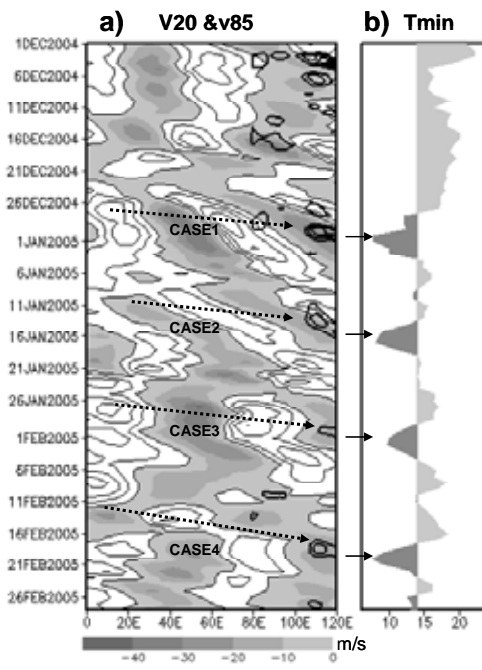 a) V20 &v85 b) Tmin
1DEC2004
6DEC2004
11DEC2004
16DEC2004
21DEC2004
26DEC2004
CASE1
1JAN2005
6JAN2005
11JAN2005
CASE2
16JAN2005
21JAN2005
26JAN2005
CASE3
1FEB2005
5FEB2005
11FEB2005
16FEB2005
CASE4
21FEB2005
26FEB2005
0 20E 40E 60E 80E 100E 120E 10 15 20
m/s
-40 -30 -20 -10 0